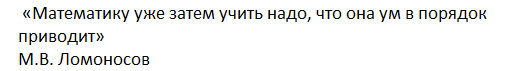 «Математику уже затем учить надо, что она ум в порядок
приводит»
М.В. Ломоносов